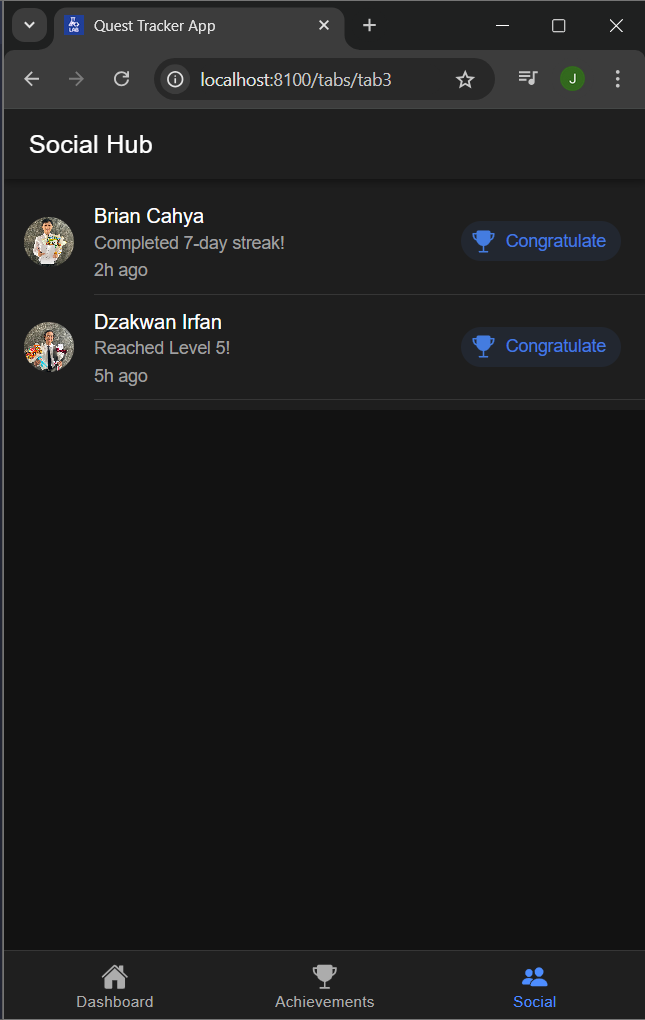 Quest Tracker App
localhost:8100/tabs/tab3
J
Social Hub
Brian Cahya
Completed 7-day streak!
2h ago
Congratulate
Dzakwan Irfan
Reached Level 5!
5h ago
Congratulate
Dashboard
Achievements
Social